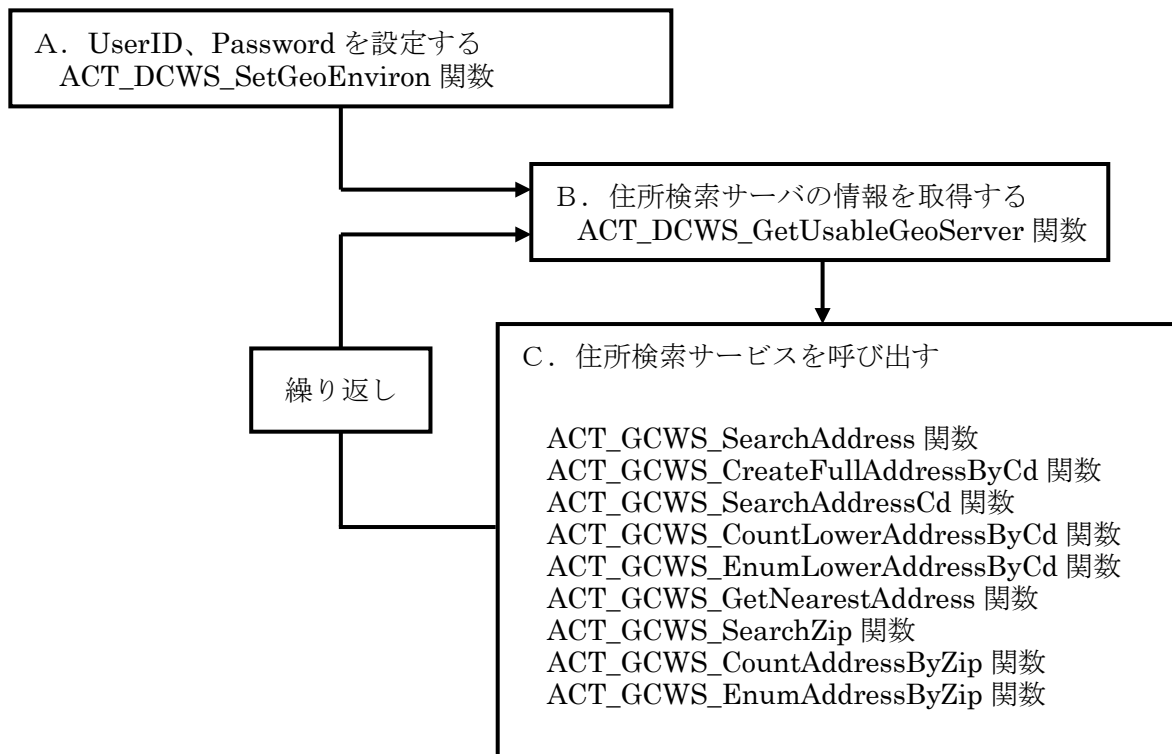 Ａ．UserID、Password を設定する
ACT_DCWS_SetGeoEnviron 関数
Ｂ．住所検索サーバの情報を取得する
ACT_DCWS_GetUsableGeoServer 関数
繰り返し
Ｃ．住所検索サービスを呼び出す
ACT_GCWS_SearchAddress 関数
ACT_GCWS_CreateFullAddressByCd 関数
ACT_GCWS_SearchAddressCd 関数
ACT_GCWS_CountLowerAddressByCd 関数
ACT_GCWS_EnumLowerAddressByCd 関数
ACT_GCWS_GetNearestAddress 関数
ACT_GCWS_SearchZip 関数
ACT_GCWS_CountAddressByZip 関数
ACT_GCWS_EnumAddressByZip 関数